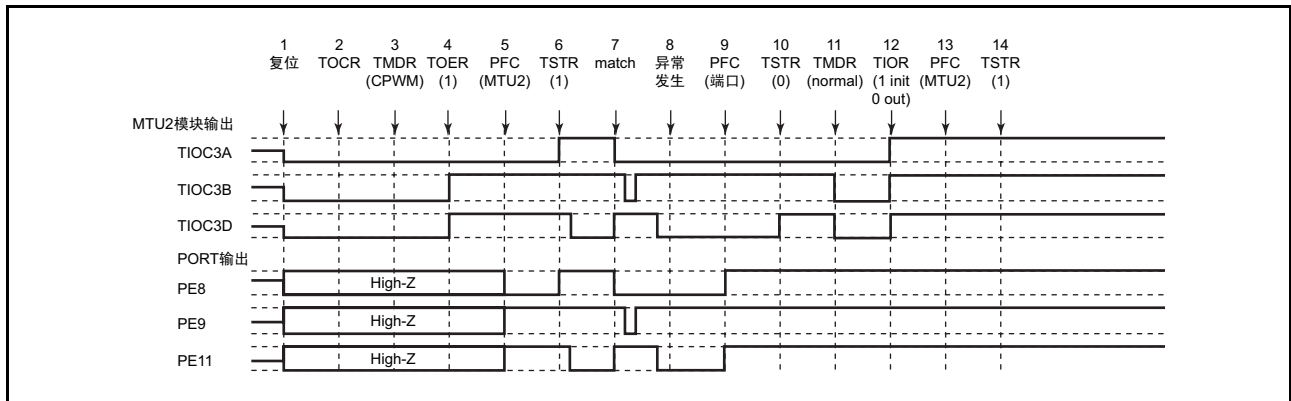 1 2 3 4 5 6 7 8 9 10 11 12 13 14
复位 TOCR TMDR TOER PFC TSTR match 异常 PFC TSTR TMDR TIOR PFC TSTR
(CPWM) (1) (MTU2) (1) 发生 (端口) (0) (normal) (1 init (MTU2) (1)
0 out)
MTU2模块输出
TIOC3A
TIOC3B
TIOC3D
PORT输出
PE8 High-Z
PE9 High-Z
PE11 High-Z